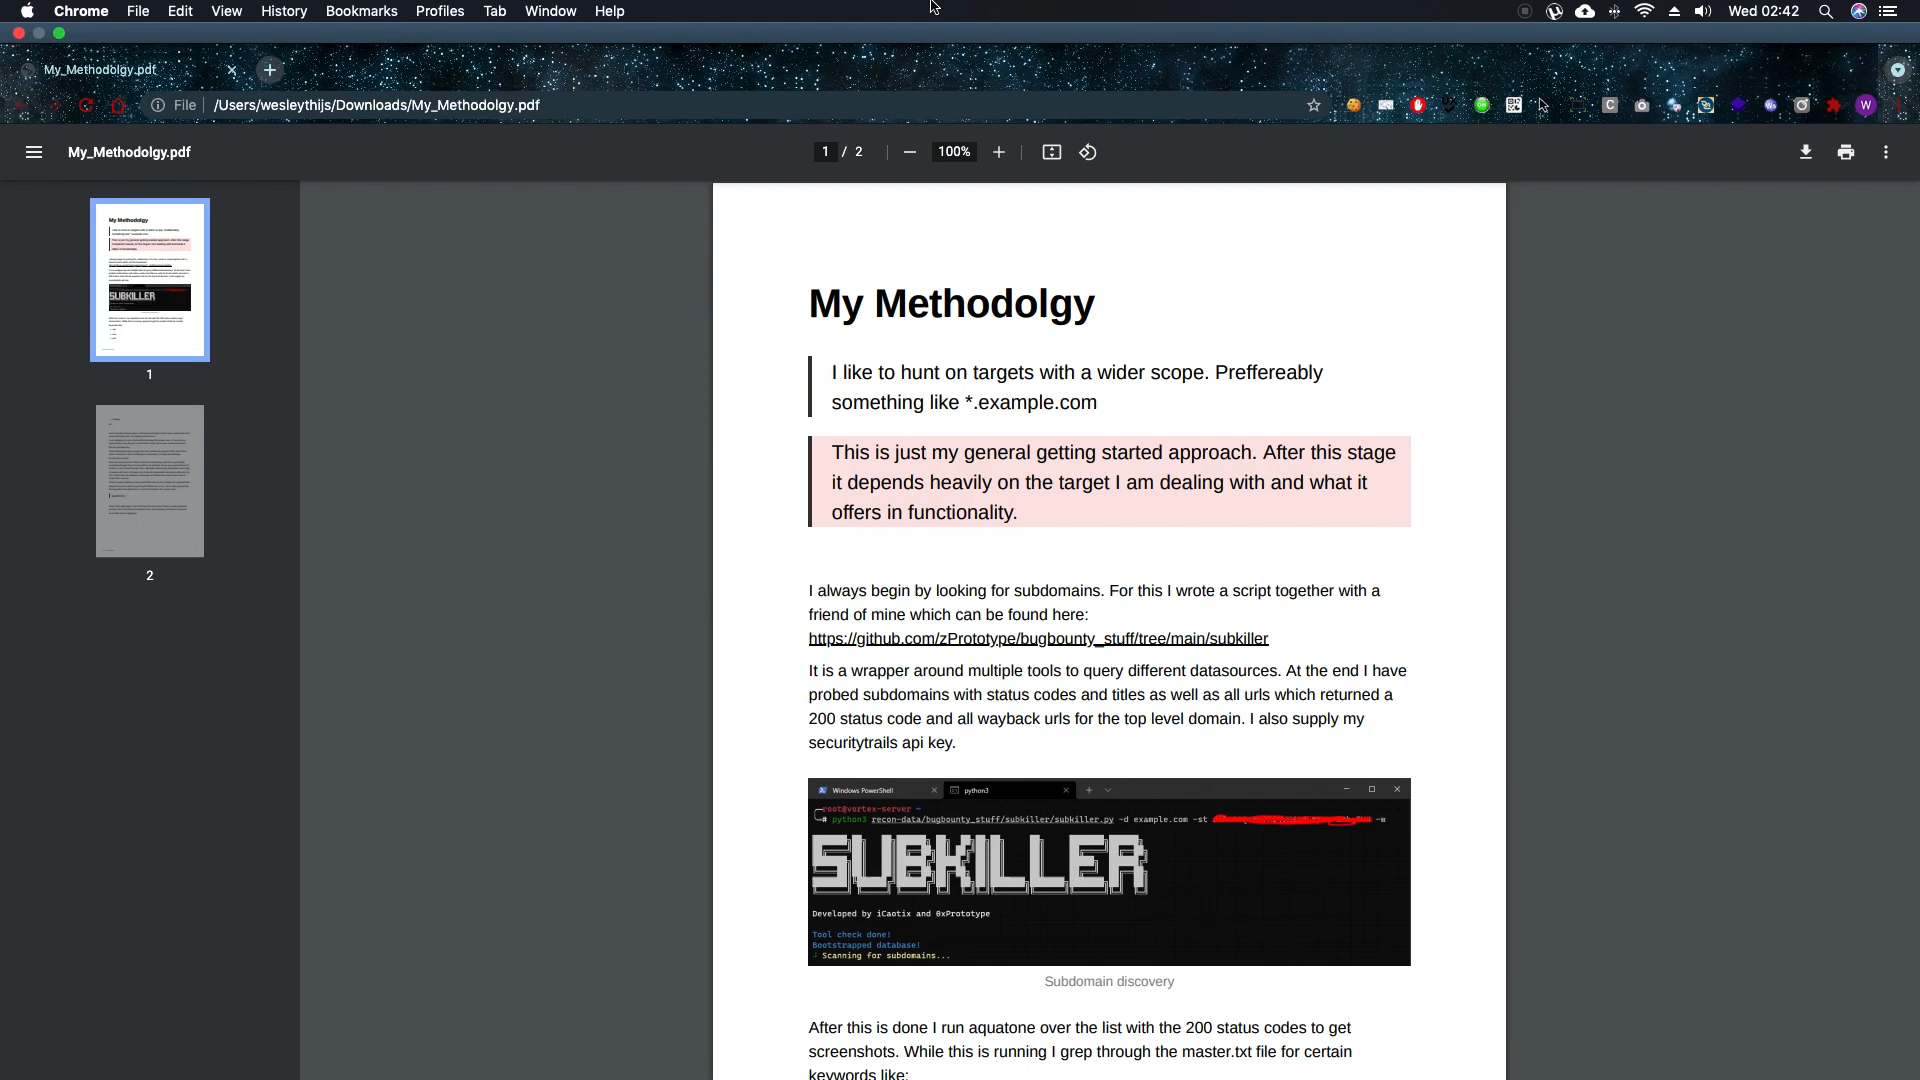 Chrome File Edit View History Bookmarks Profiles Tab Window Help Wed 02:42
My_Methodolgy.pdf
File /Users/wesleythijs/Downloads/My_Methodolgy.pdf
My_Methodolgy.pdf 1 / 2 100%
1
2
My Methodolgy
I like to hunt on targets with a wider scope. Preffereably
something like *.example.com
This is just my general getting started approach. After this stage
it depends heavily on the target I am dealing with and what it
offers in functionality.
I always begin by looking for subdomains. For this I wrote a script together with a
friend of mine which can be found here:
https://github.com/zPrototype/bugbounty_stuff/tree/main/subkiller
It is a wrapper around multiple tools to query different datasources. At the end I have
probed subdomains with status codes and titles as well as all urls which returned a
200 status code and all wayback urls for the top level domain. I also supply my
securitytrails api key.
Windows PowerShell python3
root@vortex-server ~
# python3 recon-data/bugbounty_stuff/subkiller/subkiller.py -d example.com -st -w
SUBKILLER
Developed by iCaotix and 0xPrototype
Tool check done!
Bootstrapped database!
Scanning for subdomains...
Subdomain discovery
After this is done I run aquatone over the list with the 200 status codes to get
screenshots. While this is running I grep through the master.txt file for certain
keywords like: